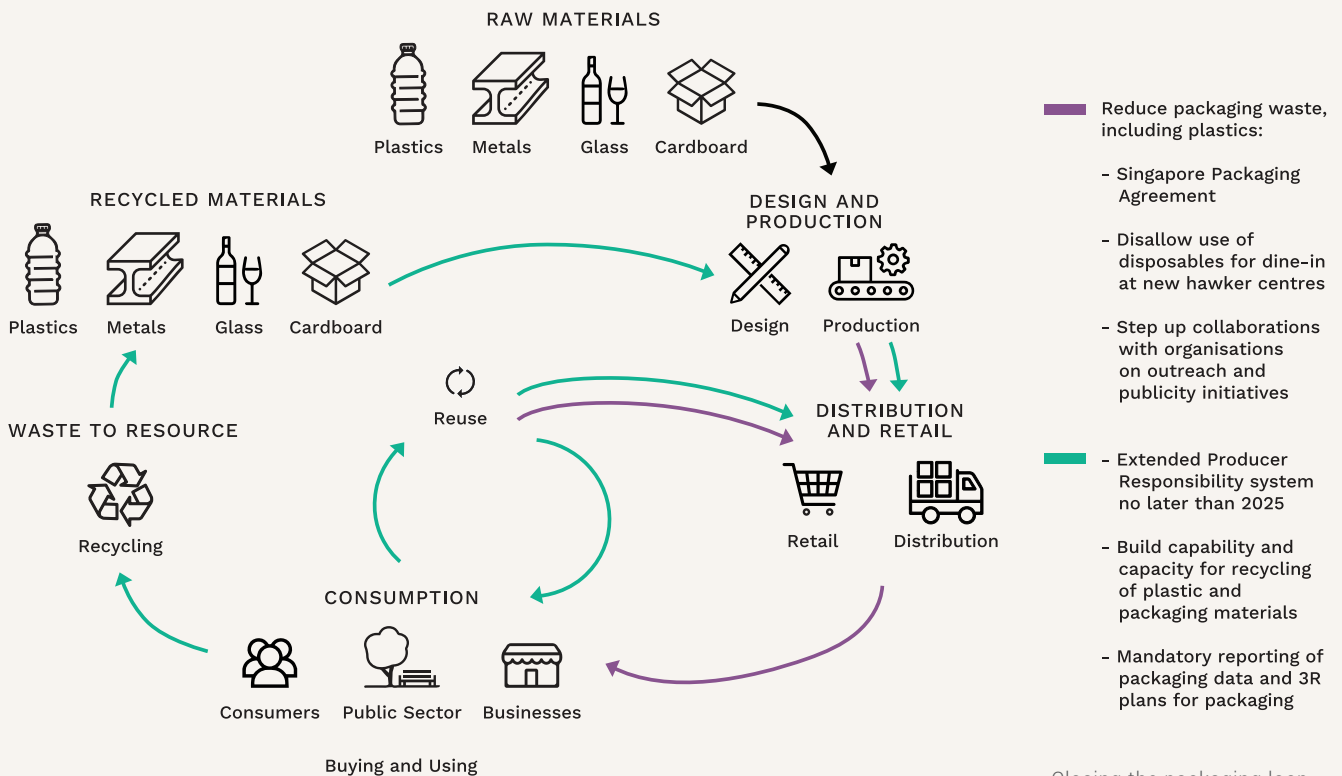 RAW MATERIALS
Plastics
Metals
Glass
Cardboard
RECYCLED MATERIALS
Plastics
Metals
Glass
Cardboard
DESIGN AND
PRODUCTION
Design
Production
Reuse
DISTRIBUTION
AND RETAIL
Retail
Distribution
WASTE TO RESOURCE
Recycling
CONSUMPTION
Consumers
Public Sector
Businesses
Buying and Using
Reduce packaging waste,
including plastics:
– Singapore Packaging
Agreement
– Disallow use of
disposables for dine-in
at new hawker centres
– Step up collaborations
with organisations
on outreach and
publicity initiatives
– Extended Producer
Responsibility system
no later than 2025
– Build capability and
capacity for recycling
of plastic and
packaging materials
– Mandatory reporting of
packaging data and 3R
plans for packaging
Closing the packaging loop